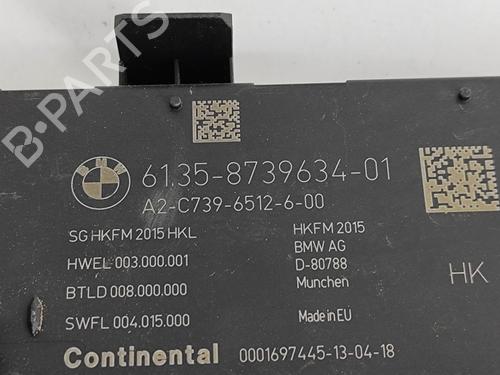 BMW
61.35-8739634-01
A2-C739-6512-6-00
SG HKFM 2015 HKL
HWEL 003.000.001
BTLD 008.000.000
SWFL 004.015.000
HKFM 2015
BMW AG
D-80788
Munchen
Made in EU
HK
Continental 0001697445-13-04-18
B-PARTS